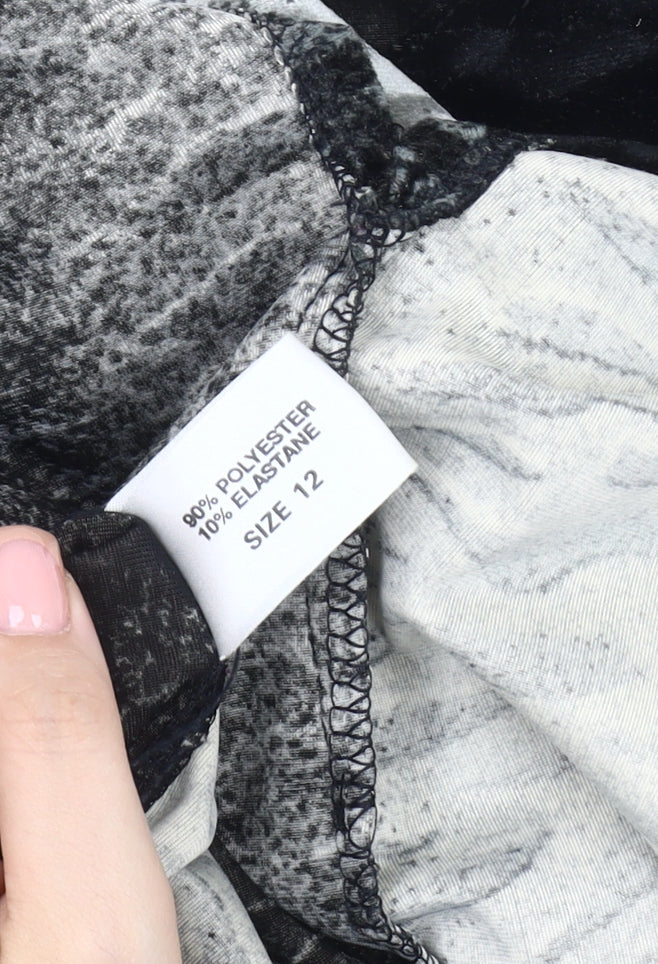 90% POLYESTER
10% ELASTANE
SIZE 12